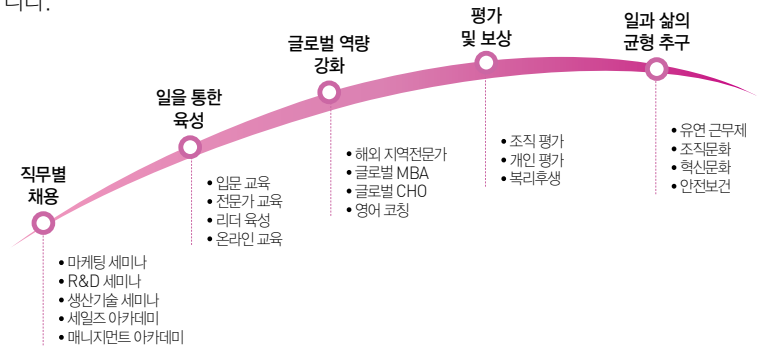 니다.
직무별
채용
• 마케팅 세미나
• R&D 세미나
• 생산기술 세미나
• 세일즈 아카데미
• 매니지먼트 아카데미
일을 통한
육성
• 입문 교육
• 전문가 교육
• 리더 육성
• 온라인 교육
글로벌 역량
강화
• 해외 지역전문가
• 글로벌 MBA
• 글로벌 CHO
• 영어 코칭
평가
및 보상
• 조직 평가
• 개인 평가
• 복리후생
일과 삶의
균형 추구
• 유연 근무제
• 조직문화
• 혁신문화
• 안전보건